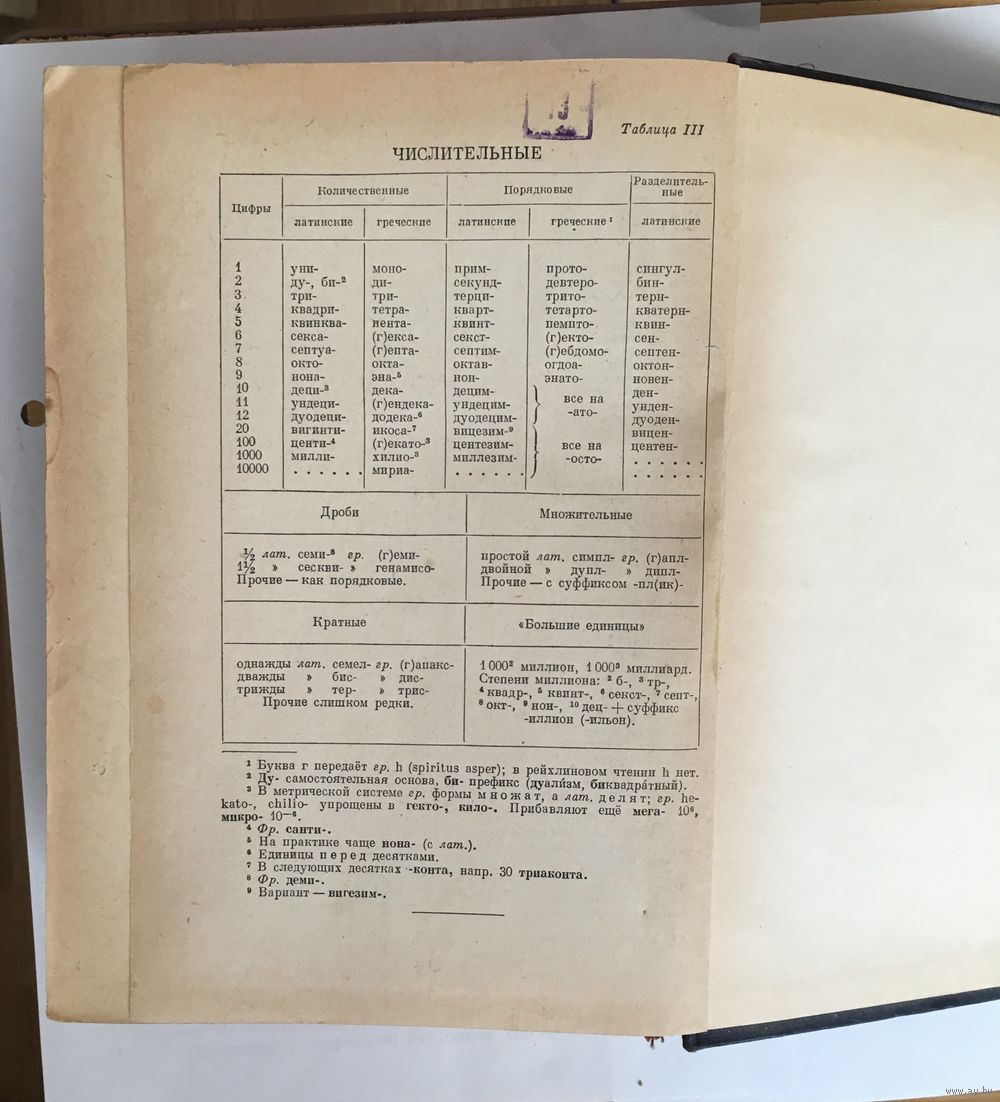 13
Таблица III
ЧИСЛИТЕЛЬНЫЕ
Цифры Количественные Порядковые Разделитель-
ные
латинские греческие латинские греческие ¹ латинские
1 уни- моно- прим- прото- сингул-
2 ду-, би-² ди- секунд- девтеро- бин-
3 три- три- терци- трито- терн-
4 квадри- тетра- кварт- тетарто- кватерн-
5 квинква- пента- квинт- пемпто- квин-
6 секса- (г)екса- секст- (г)екто- сен-
7 септуа- (г)епта- септим- (г)ебдомо- септен-
8 окто- окта- октав- огдоа- октон-
9 нона- эна-⁵ нон- энато- новен-
10 деци-³ дека- децим- ден-
11 ундеци- (г)ендека- ундецим- все на унден-
12 дуодеци- додека-⁶ дуодецим- -ато- дуоден-
20 вигинти- икоса-⁷ вицезим-⁹ вицен-
100 центи-⁴ (г)екато-³ центезим- все на центен-
1000 милли- хилио-³ миллезим- -осто- . . . . . .
10000 . . . . . . мириа- . . . . . . . . . . . .
Дроби Множительные
½ лат. семи-⁸ гр. (г)еми- простой лат. симпл- гр. (г)апл-
1½ » сескви- » гемамисо- двойной » дупл- » дипл-
Прочие — как порядковые. Прочие — с суффиксом -пл(ик)-
Кратные «Большие единицы»
однажды лат. семел- гр. (г)апакс- 1 000² миллион, 1 000³ миллиард.
дважды » бис- » дис- Степени миллиона: ² б-, ³ тр-,
трижды » тер- » трис- ⁴ квадр-, ⁵ квинт-, ⁶ секст-, ⁷ септ-,
Прочие слишком редки. ⁸ окт-, ⁹ нон-, ¹⁰ дец- + суффикс
-иллион (-ильон).
¹ Буква г передаёт гр. h (spiritus asper); в рейхлиновом чтении h нет.
² Ду- самостоятельная основа, би- префикс (дуали́зм, биквадра́тный).
³ В метрической системе гр. формы множат, а лат. делят; гр. he-
kato-, chilio- упрощены в гекто-, кило-. Прибавляют ещё мега- 10⁶,
микро- 10—⁶.
⁴ Фр. санти-.
⁵ На практике чаще нона- (с лат.).
⁶ Единицы перед десятками.
⁷ В следующих десятках -конта, напр. 30 триаконта.
⁸ Фр. деми-.
⁹ Вариант — вигезим-.
www.au.by